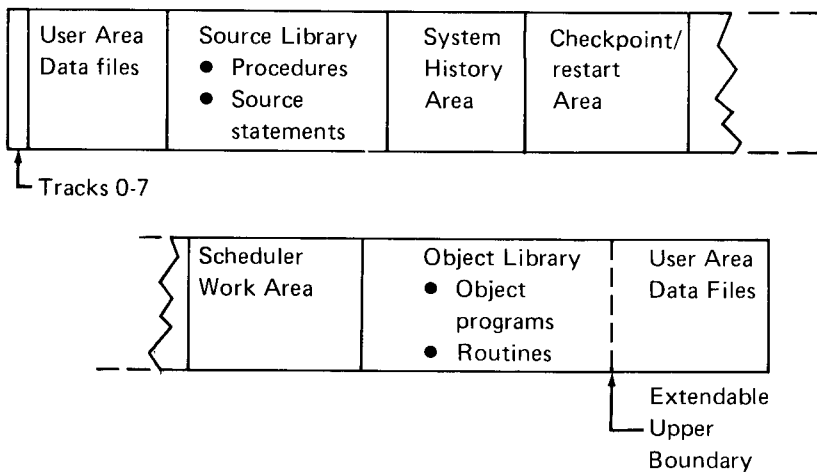 User Area
Data files
Source Library
● Procedures
● Source
statements
System
History
Area
Checkpoint/
restart
Area
Tracks 0-7
Scheduler
Work Area
Object Library
● Object
programs
● Routines
User Area
Data Files
Extendable
Upper
Boundary